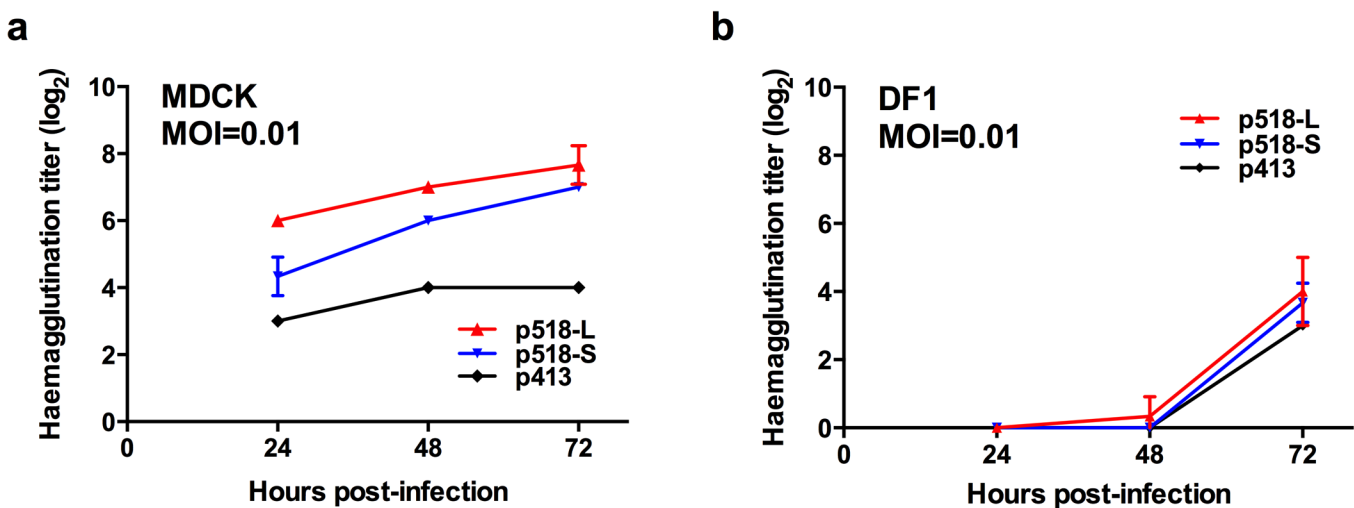 a
MDCK
MOI=0.01
Haemagglutination titer (log2)
10
8
6
4
2
0
0
24
48
72
Hours post-infection
p518-L
p518-S
p413
b
DF1
MOI=0.01
Haemagglutination titer (log2)
10
8
6
4
2
0
0
24
48
72
Hours post-infection
p518-L
p518-S
p413